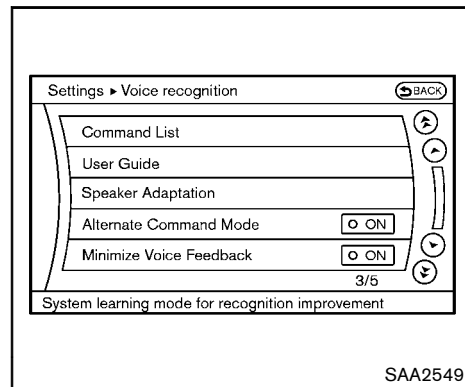 Settings ▸ Voice recognition
BACK
Command List
User Guide
Speaker Adaptation
Alternate Command Mode
ON
Minimize Voice Feedback
ON
3/5
System learning mode for recognition improvement
SAA2549